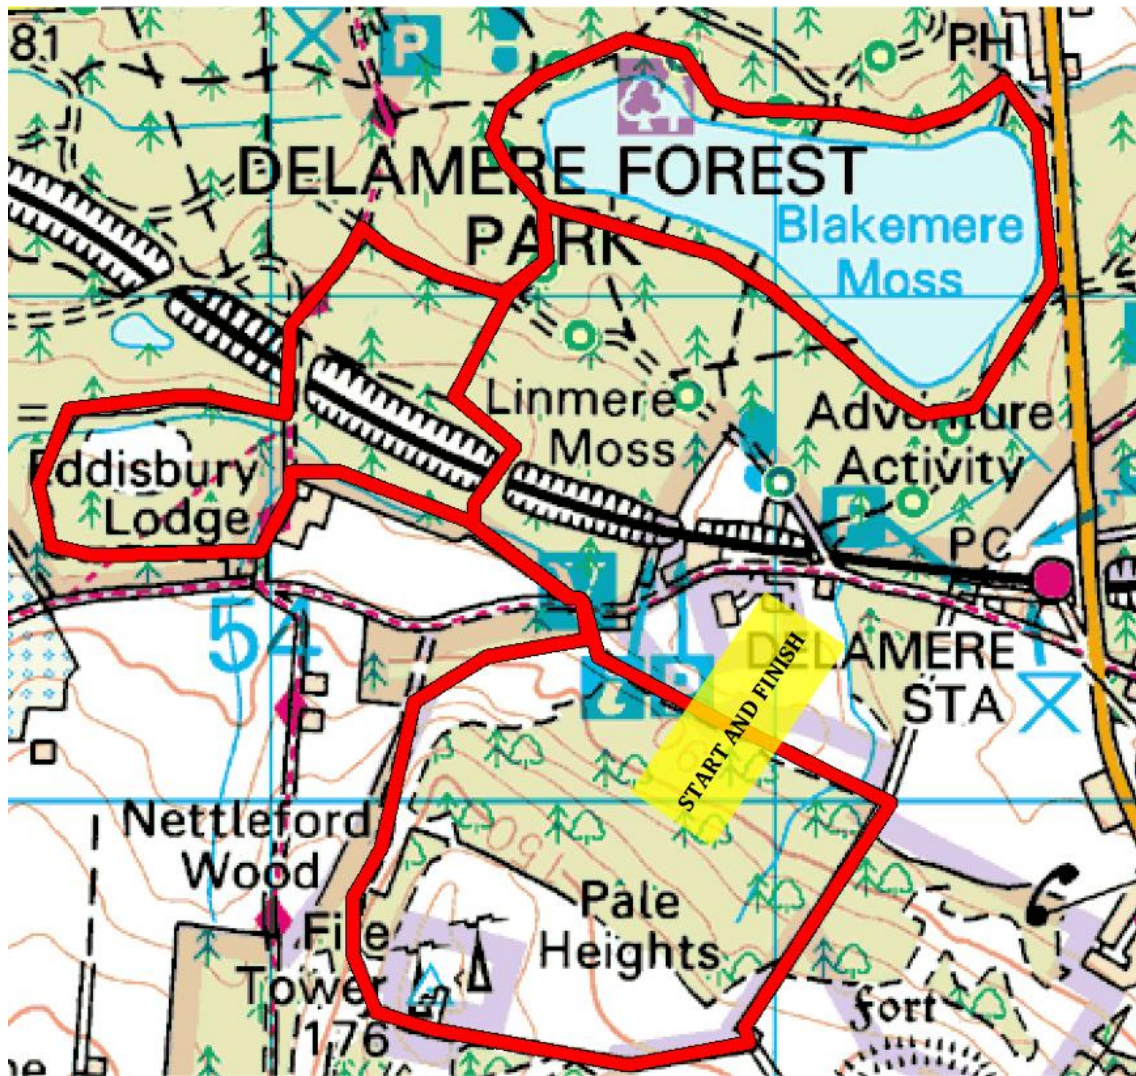 81
P
PH
DELAMERE FOREST
PARK
Blakemere
Moss
Linmere
Moss
Adventure
Activity
Eddisbury
Lodge
PC
54
DELAMERE
STA
START AND FINISH
i
P
150
Nettleford
Wood
Pale
Heights
Fire
Tower
176
Fort